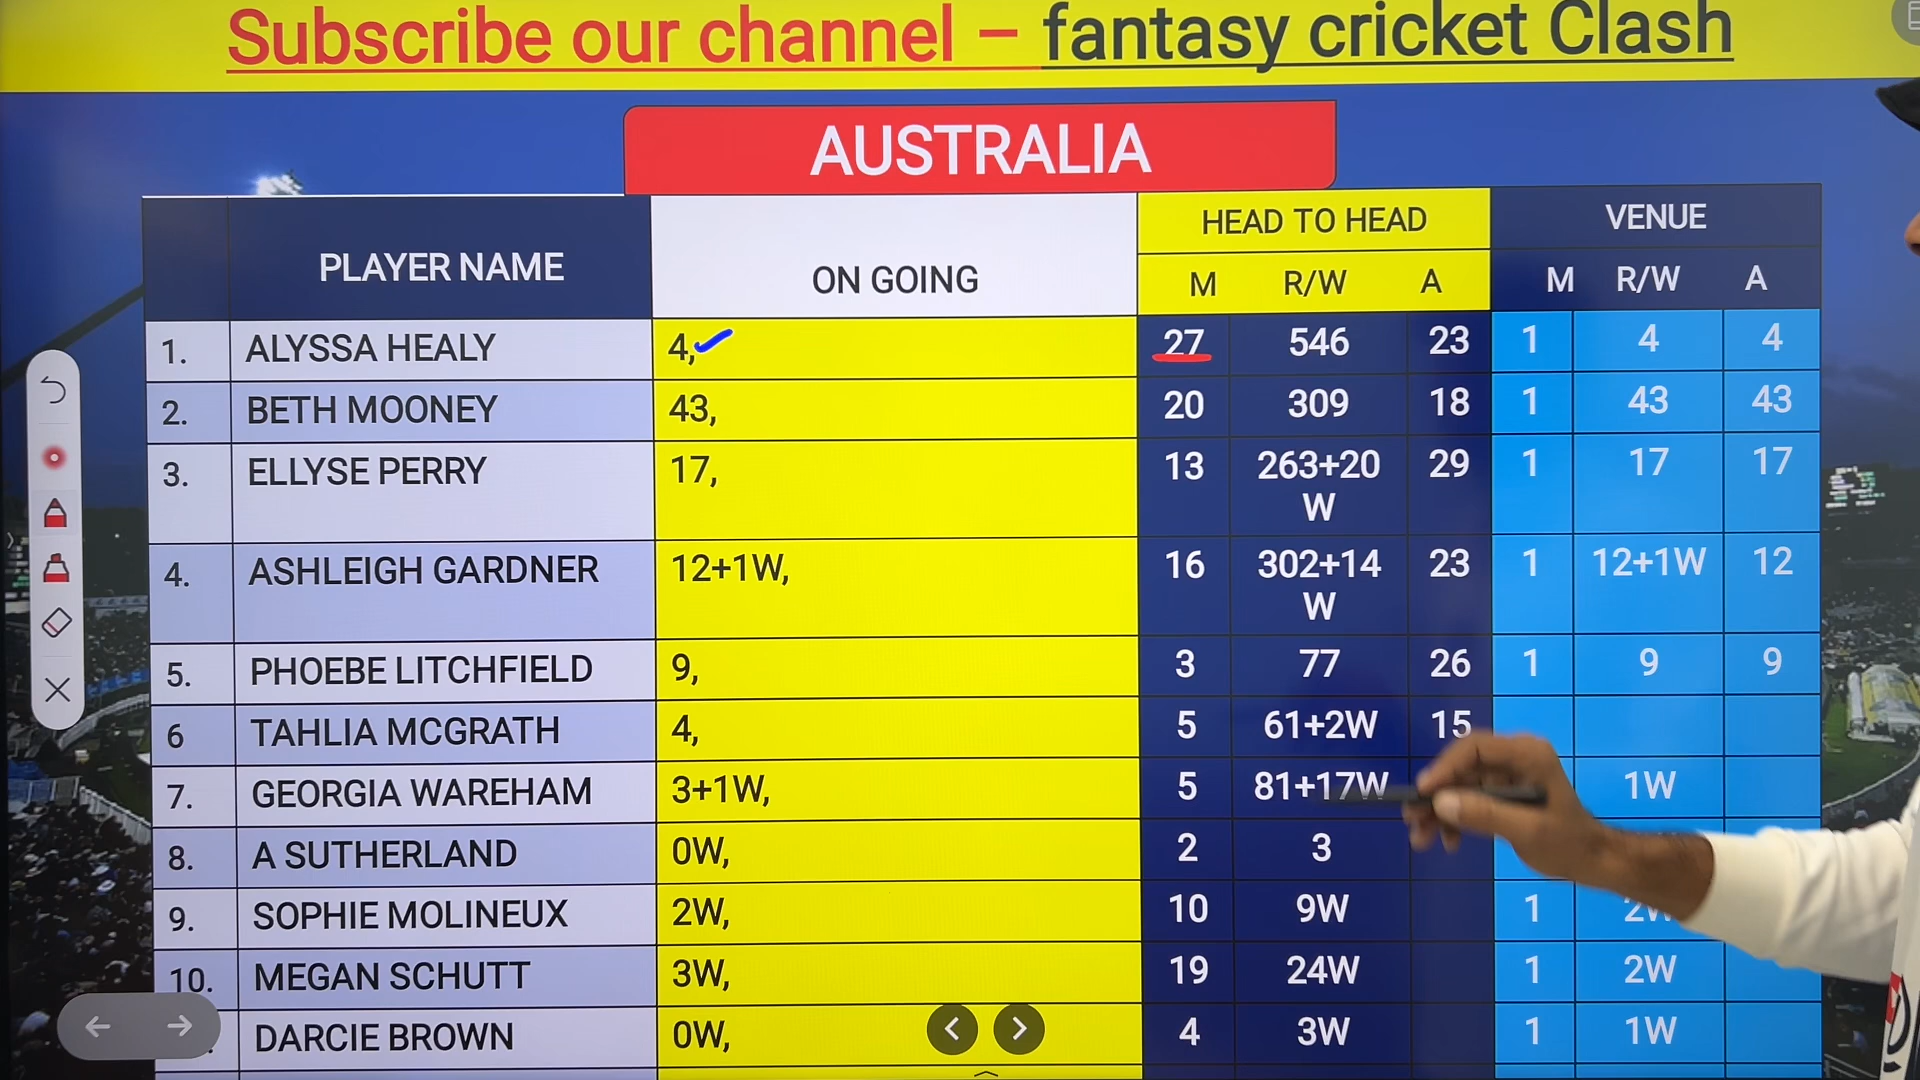 Subscribe our channel – fantasy cricket Clash
AUSTRALIA
PLAYER NAME ON GOING HEAD TO HEAD VENUE
M R/W A M R/W A
1. ALYSSA HEALY 4, 27 546 23 1 4 4
2. BETH MOONEY 43, 20 309 18 1 43 43
3. ELLYSE PERRY 17, 13 263+20 29 1 17 17
W
4. ASHLEIGH GARDNER 12+1W, 16 302+14 23 1 12+1W 12
W
5. PHOEBE LITCHFIELD 9, 3 77 26 1 9 9
6 TAHLIA MCGRATH 4, 5 61+2W 15
7. GEORGIA WAREHAM 3+1W, 5 81+17W 1W
8. A SUTHERLAND 0W, 2 3
9. SOPHIE MOLINEUX 2W, 10 9W 1 2W
10. MEGAN SCHUTT 3W, 19 24W 1 2W
DARCIE BROWN 0W, 4 3W 1 1W